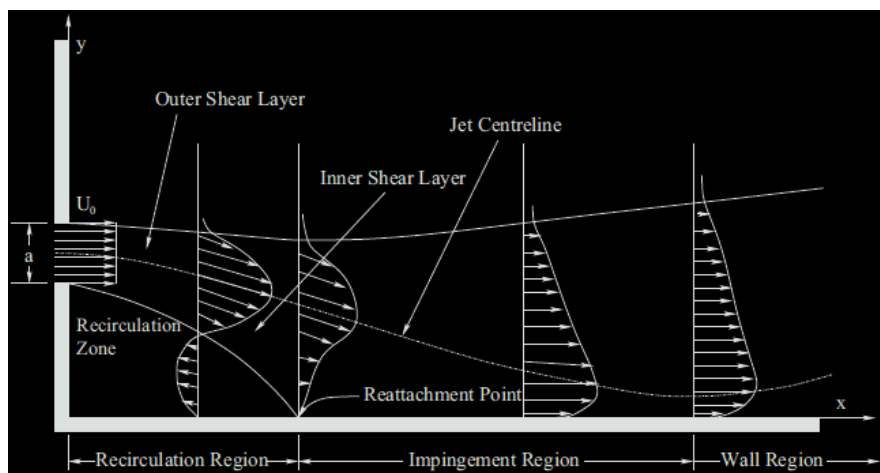 y
Outer Shear Layer
Jet Centreline
Inner Shear Layer
U₀
a
Recirculation
Zone
Reattachment Point
x
Recirculation Region
Impingement Region
Wall Region